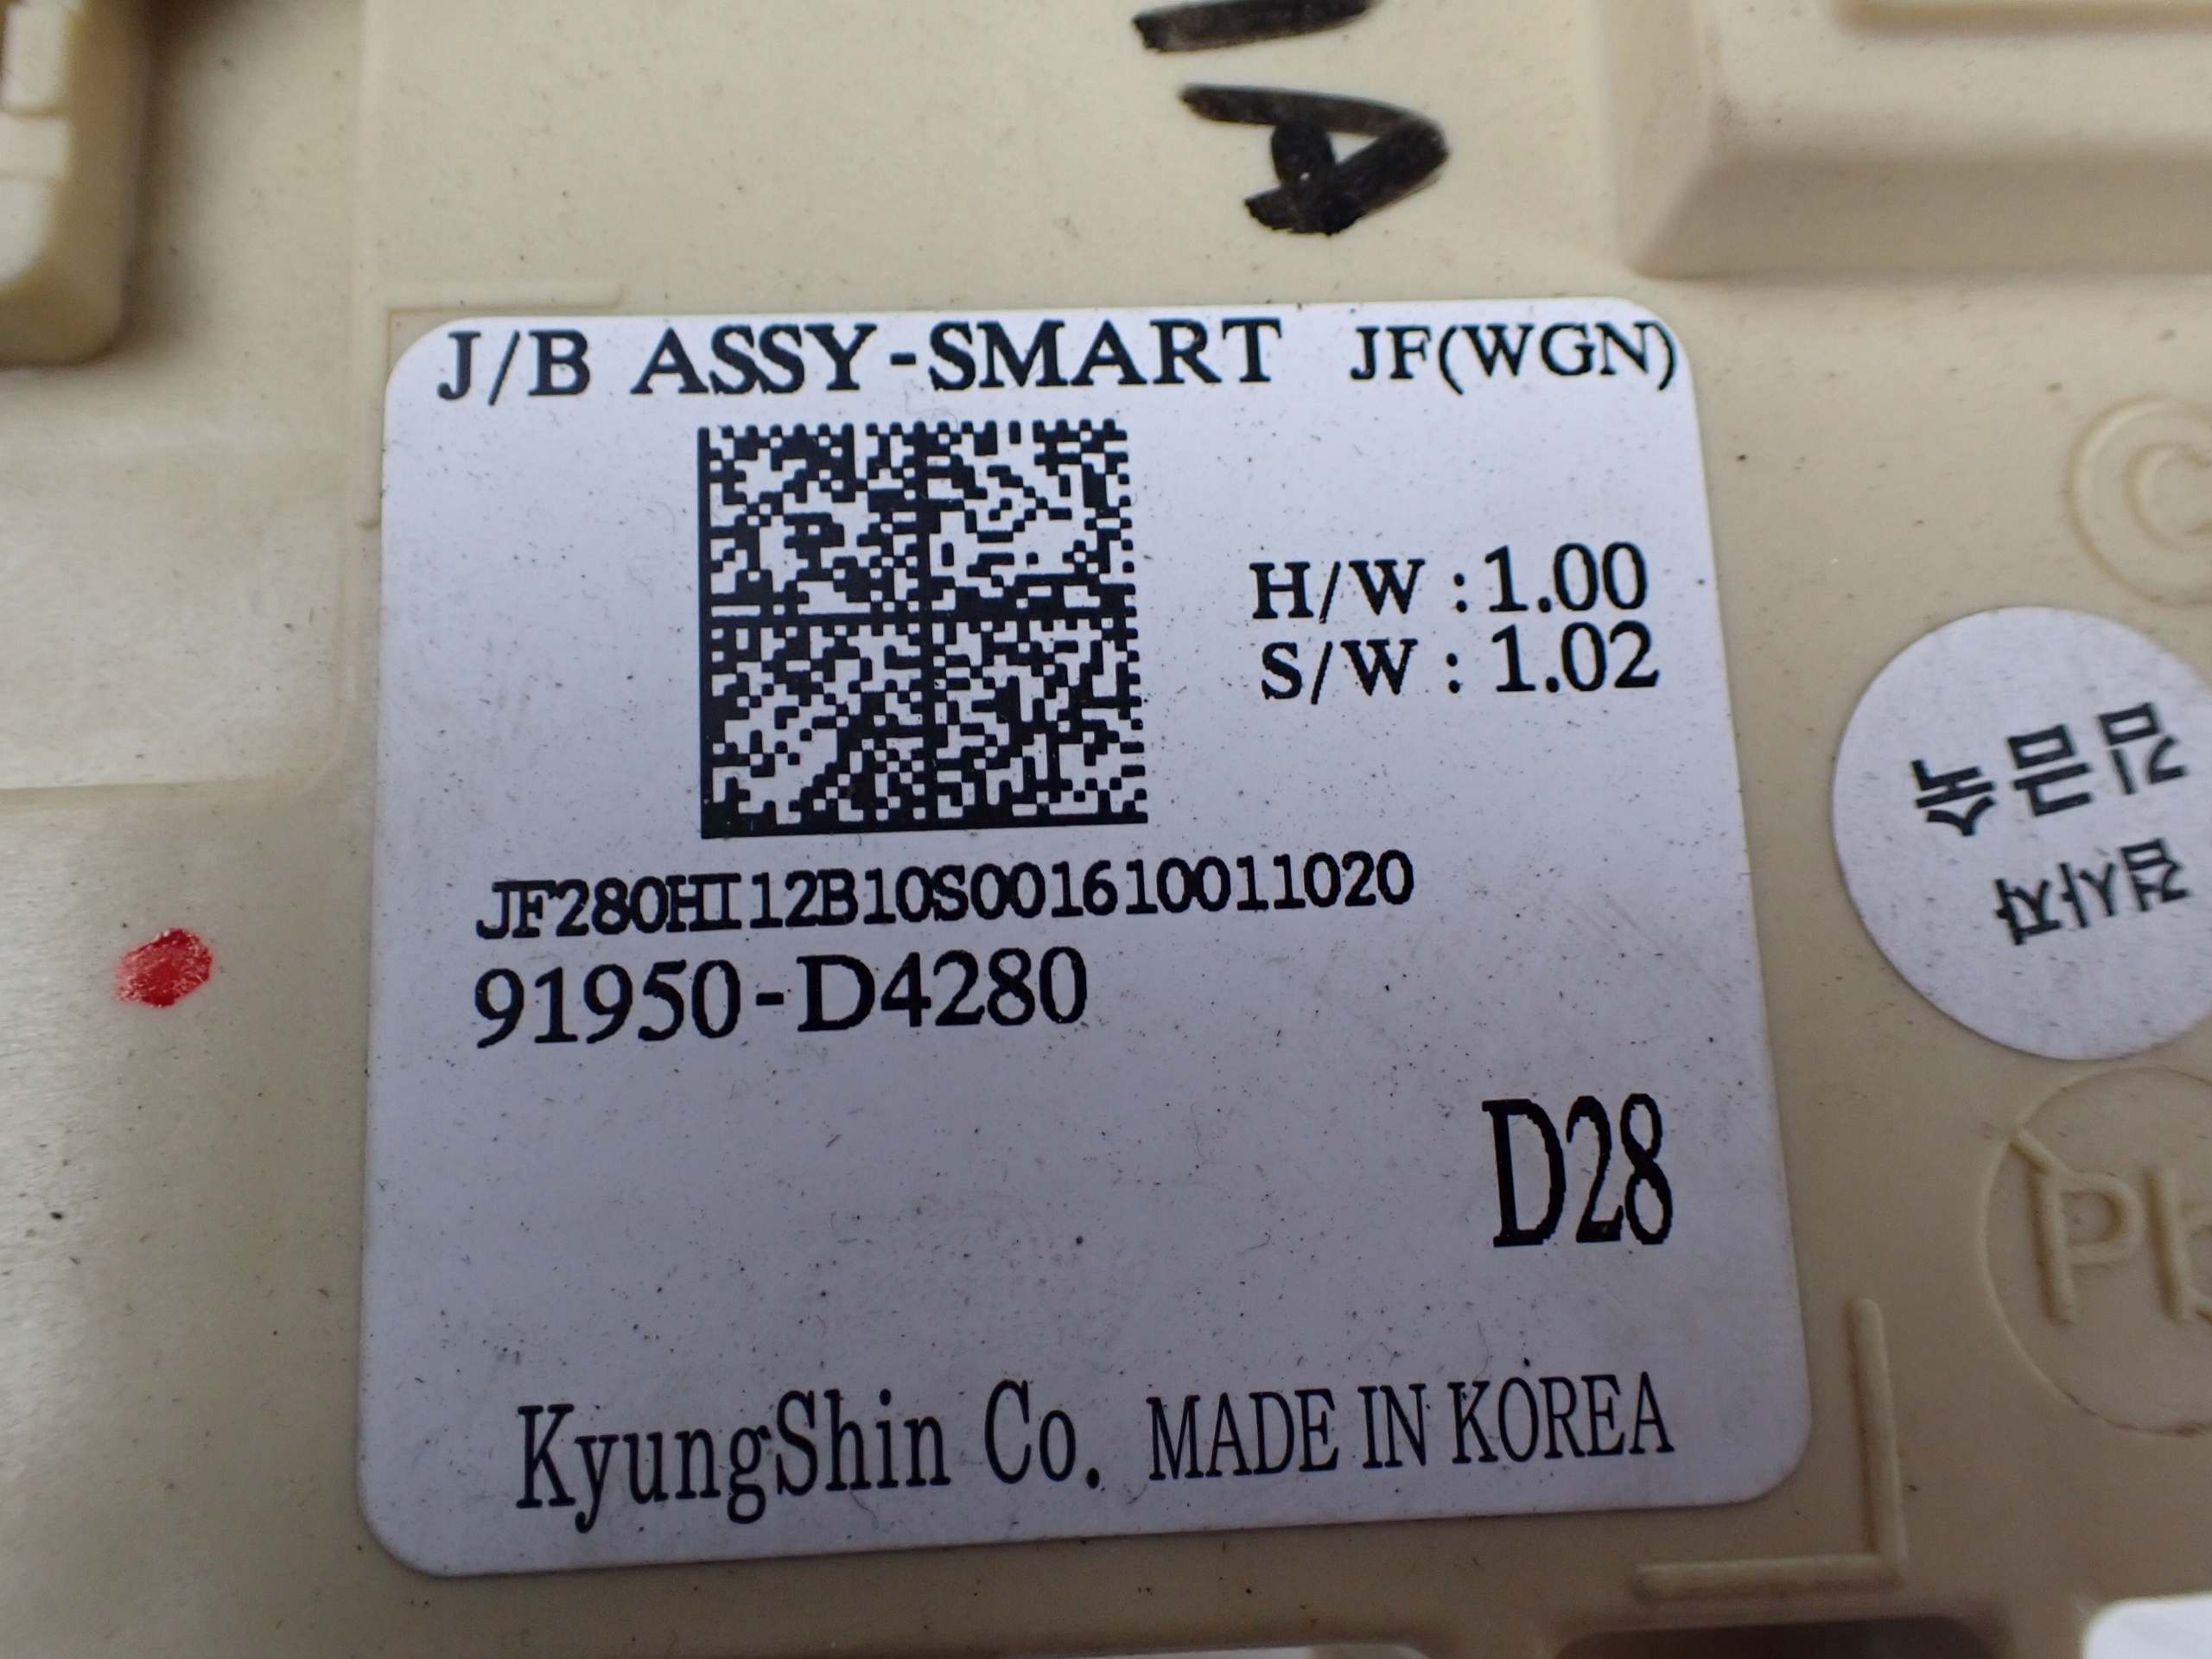 A
J/B ASSY-SMART JF(WGN)
H/W : 1.00
S/W : 1.02
JF280HI12B10S001610011020
91950-D4280
D28
KyungShin Co. MADE IN KOREA